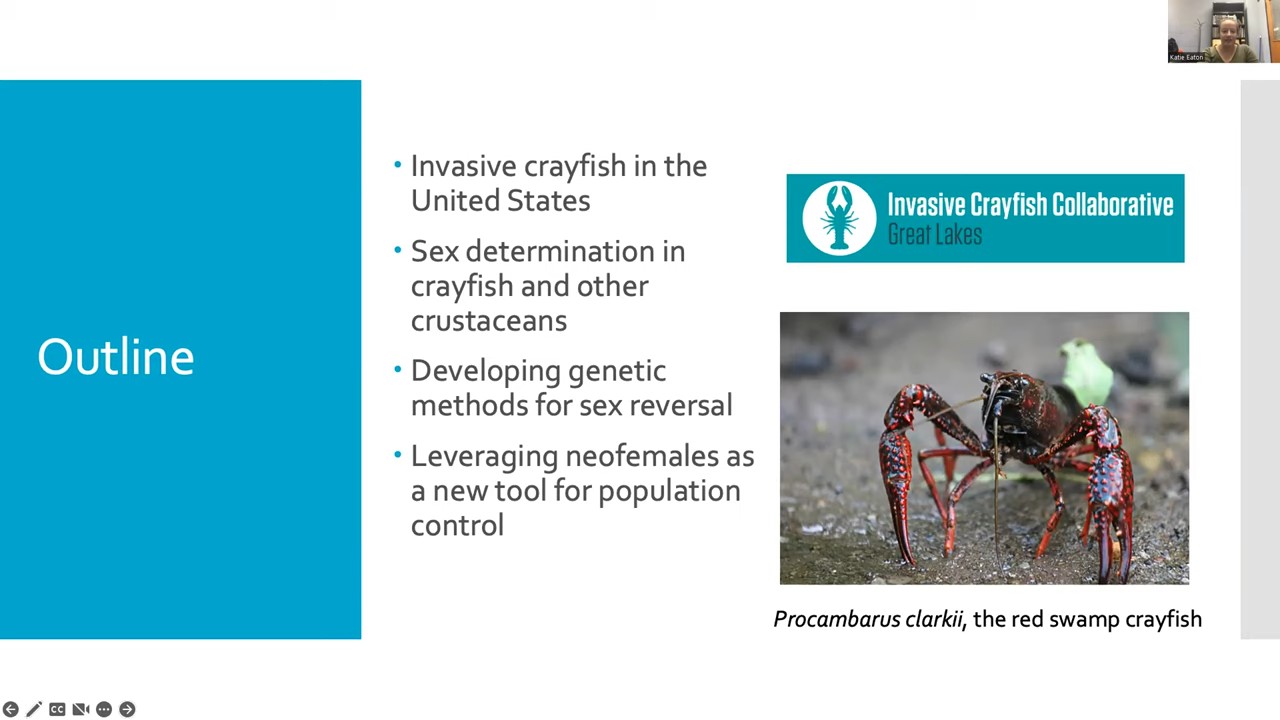 Katie Eaton
Outline
• Invasive crayfish in the
United States
• Sex determination in
crayfish and other
crustaceans
• Developing genetic
methods for sex reversal
• Leveraging neofemales as
a new tool for population
control
Invasive Crayfish Collaborative
Great Lakes
Procambarus clarkii, the red swamp crayfish
CC